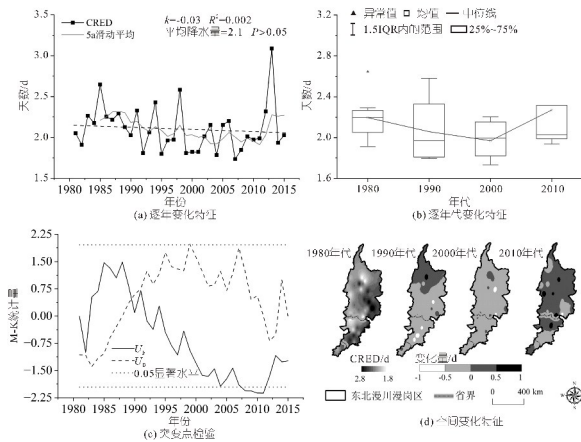 CRED
5a滑动平均
k=-0.03 R²=0.002
平均降水量=2.1 P>0.05
天数/d
3.3
2.7
2.1
1.5
1980 1985 1990 1995 2000 2005 2010 2015
年份
(a) 逐年变化特征
异常值 均值 中位线
1.5IQR内的范围 25%~75%
天数/d
3.0
2.6
2.2
1.8
1980 1990 2000 2010
年代
(b) 逐年代变化特征
M-K统计量
2.25
1.50
0.75
0.00
-0.75
-1.50
-2.25
0.05显著水平
1980 1985 1990 1995 2000 2005 2010 2015
年份
(c) 突变点检验
1980年代 1990年代 2000年代 2010年代
CRED/d 变化量/d
2.8 1.8 -1 -0.5 0 0.5 1
东北漫川漫岗区 省界 0 400 km
(d) 空间变化特征